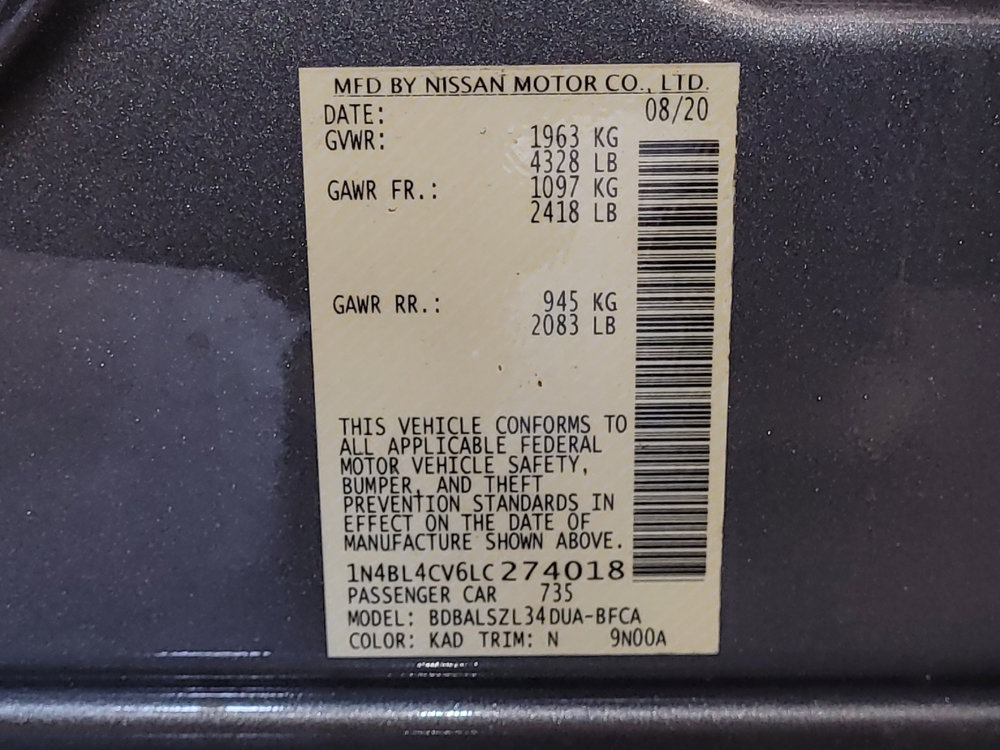 MFD BY NISSAN MOTOR CO., LTD.
DATE: 08/20
GVWR: 1963 KG
4328 LB
GAWR FR.: 1097 KG
2418 LB
GAWR RR.: 945 KG
2083 LB
THIS VEHICLE CONFORMS TO
ALL APPLICABLE FEDERAL
MOTOR VEHICLE SAFETY,
BUMPER, AND THEFT
PREVENTION STANDARDS IN
EFFECT ON THE DATE OF
MANUFACTURE SHOWN ABOVE.
1N4BL4CV6LC274018
PASSENGER CAR 735
MODEL: BDBALSZL34DUA-BFCA
COLOR: KAD TRIM: N 9N00A